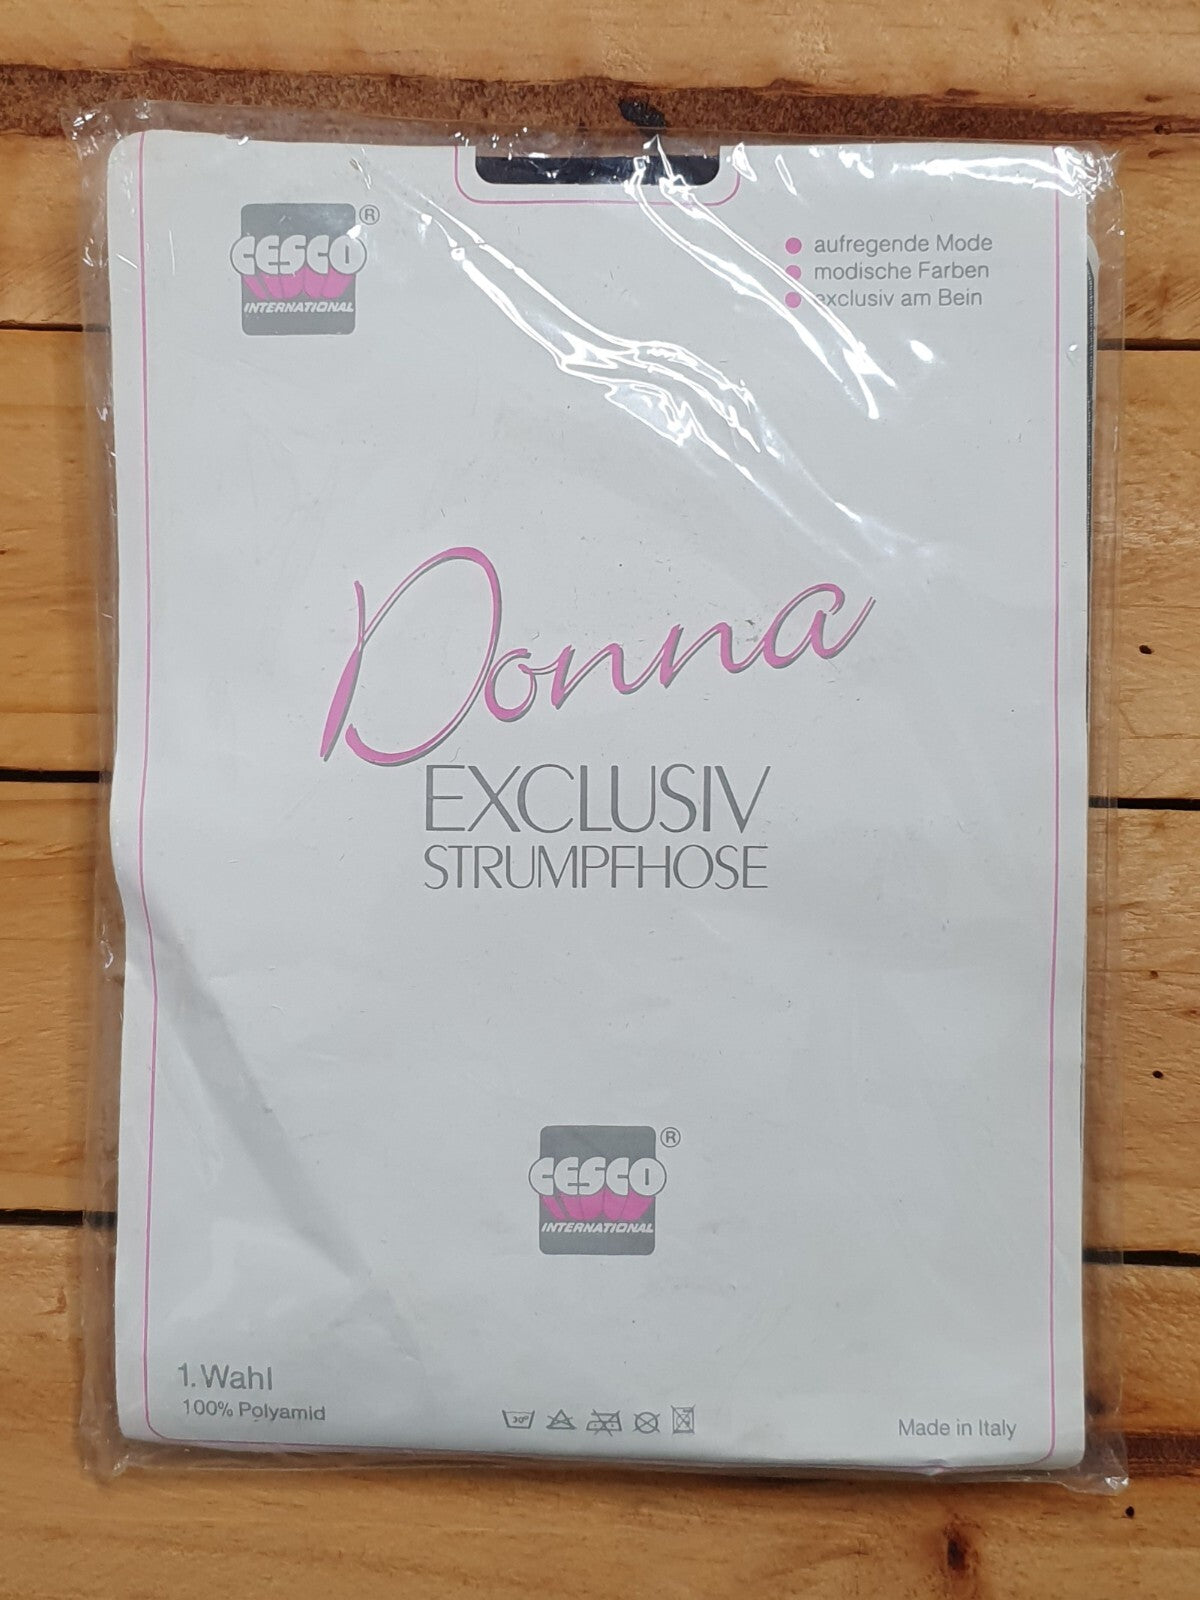 CESCO ®
INTERNATIONAL
aufregende Mode
modische Farben
exclusiv am Bein
Donna
EXCLUSIV
STRUMPFHOSE
CESCO ®
INTERNATIONAL
1. Wahl
100% Polyamid
30°
Made in Italy